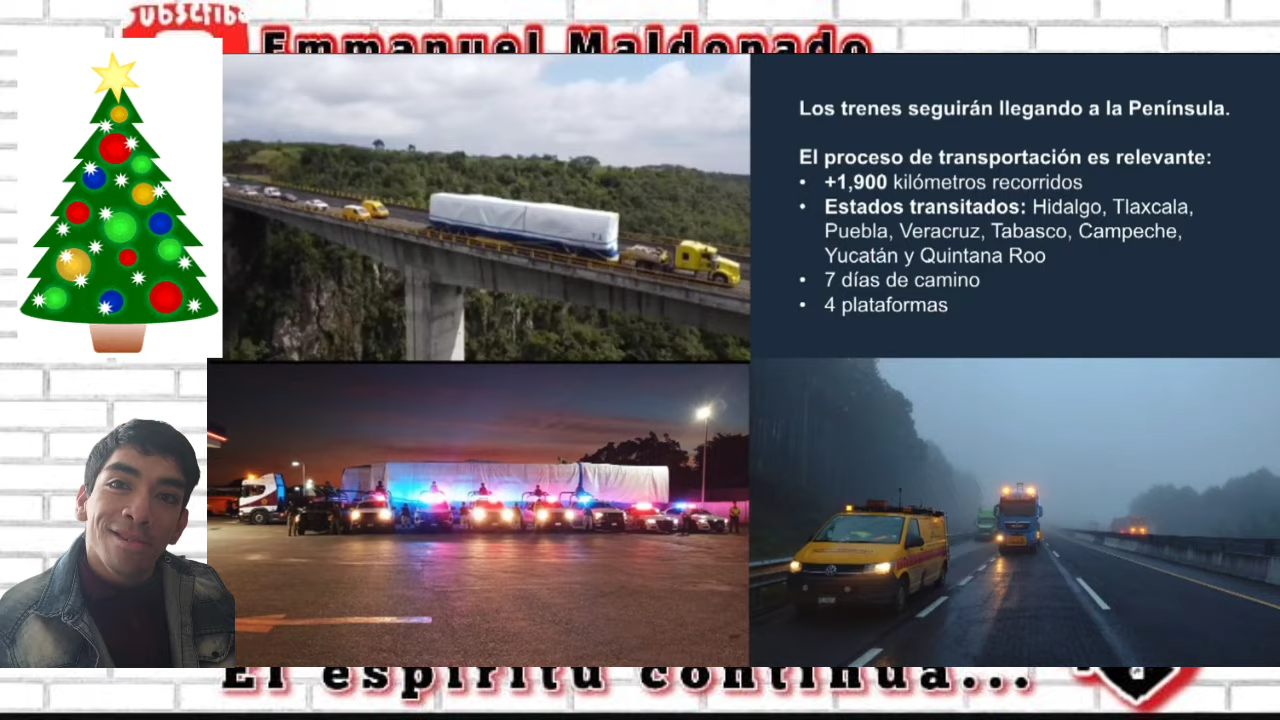 Subscribe
Emmanuel Maldonado
Los trenes seguirán llegando a la Península.
El proceso de transportación es relevante:
• +1,900 kilómetros recorridos
• Estados transitados: Hidalgo, Tlaxcala,
Puebla, Veracruz, Tabasco, Campeche,
Yucatán y Quintana Roo
• 7 días de camino
• 4 plataformas
El espíritu continúa...